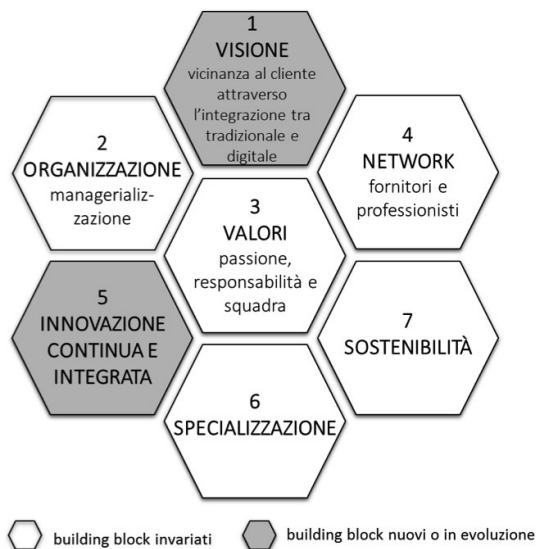 1
VISIONE
vicinanza al cliente
attraverso
l'integrazione tra
tradizionale e
digitale
2
ORGANIZZAZIONE
managerializ-
zazione
3
VALORI
passione,
responsabilità e
squadra
4
NETWORK
fornitori e
professionisti
5
INNOVAZIONE
CONTINUA E
INTEGRATA
6
SPECIALIZZAZIONE
7
SOSTENIBILITÀ
building block invariati
building block nuovi o in evoluzione